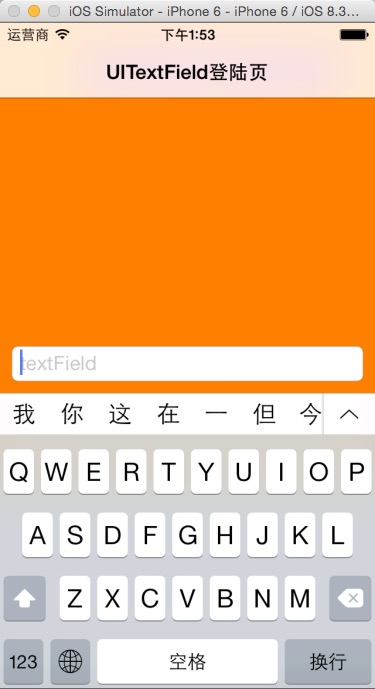 iOS Simulator - iPhone 6 - iPhone 6 / iOS 8.3...
运营商 下午1:53
UITextField登陆页
textField
我 你 这 在 一 但 今
Q W E R T Y U I O P
A S D F G H J K L
Z X C V B N M
123 空格 换行